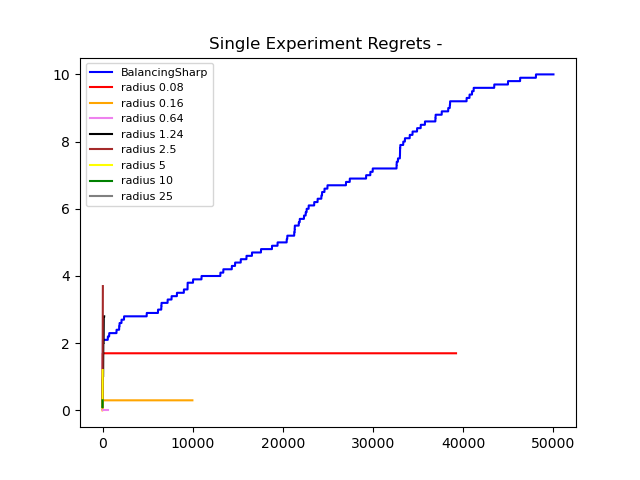 Single Experiment Regrets -
BalancingSharp
radius 0.08
radius 0.16
radius 0.64
radius 1.24
radius 2.5
radius 5
radius 10
radius 25
10
8
6
4
2
0
0 10000 20000 30000 40000 50000